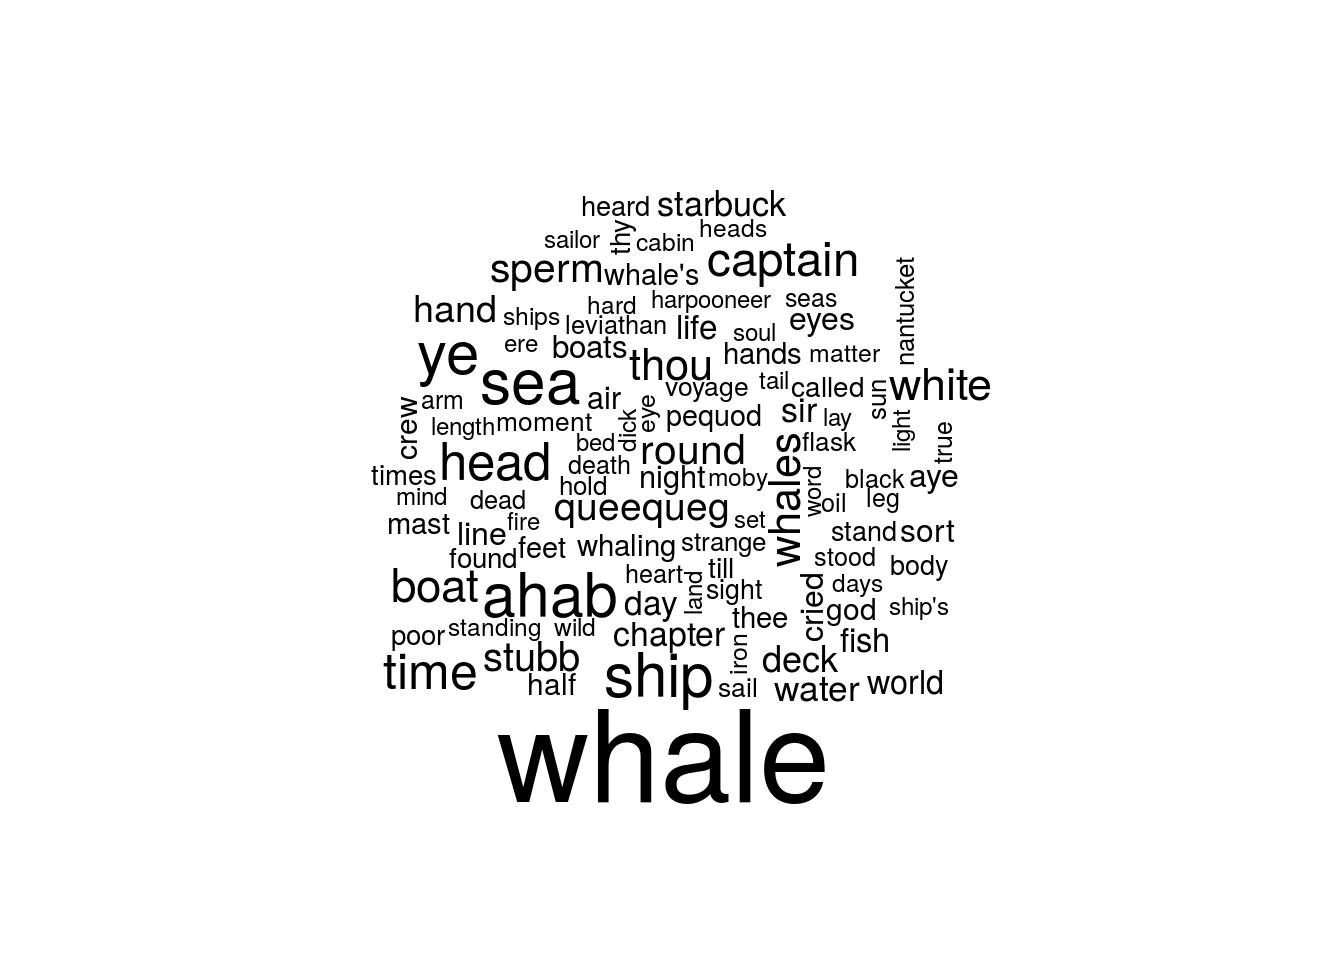 heard starbuck
sailor thy cabin heads
sperm whale's captain
hand ships hard harpooneer seas nantucket
leviathan life soul eyes
ye ere boats thou hands matter
sea air voyage tail called white
crew arm dick eye pequod sir lay sun
length moment light true
head bed round whales flask
times death night moby word black aye
mind dead hold oil leg
mast fire queequeg set
line feet whaling strange stand sort
found stood body
boat ahab heart till cried days
day land sight god ship's
poor standing wild chapter thee fish
time stubb iron deck
half ship sail water world
whale